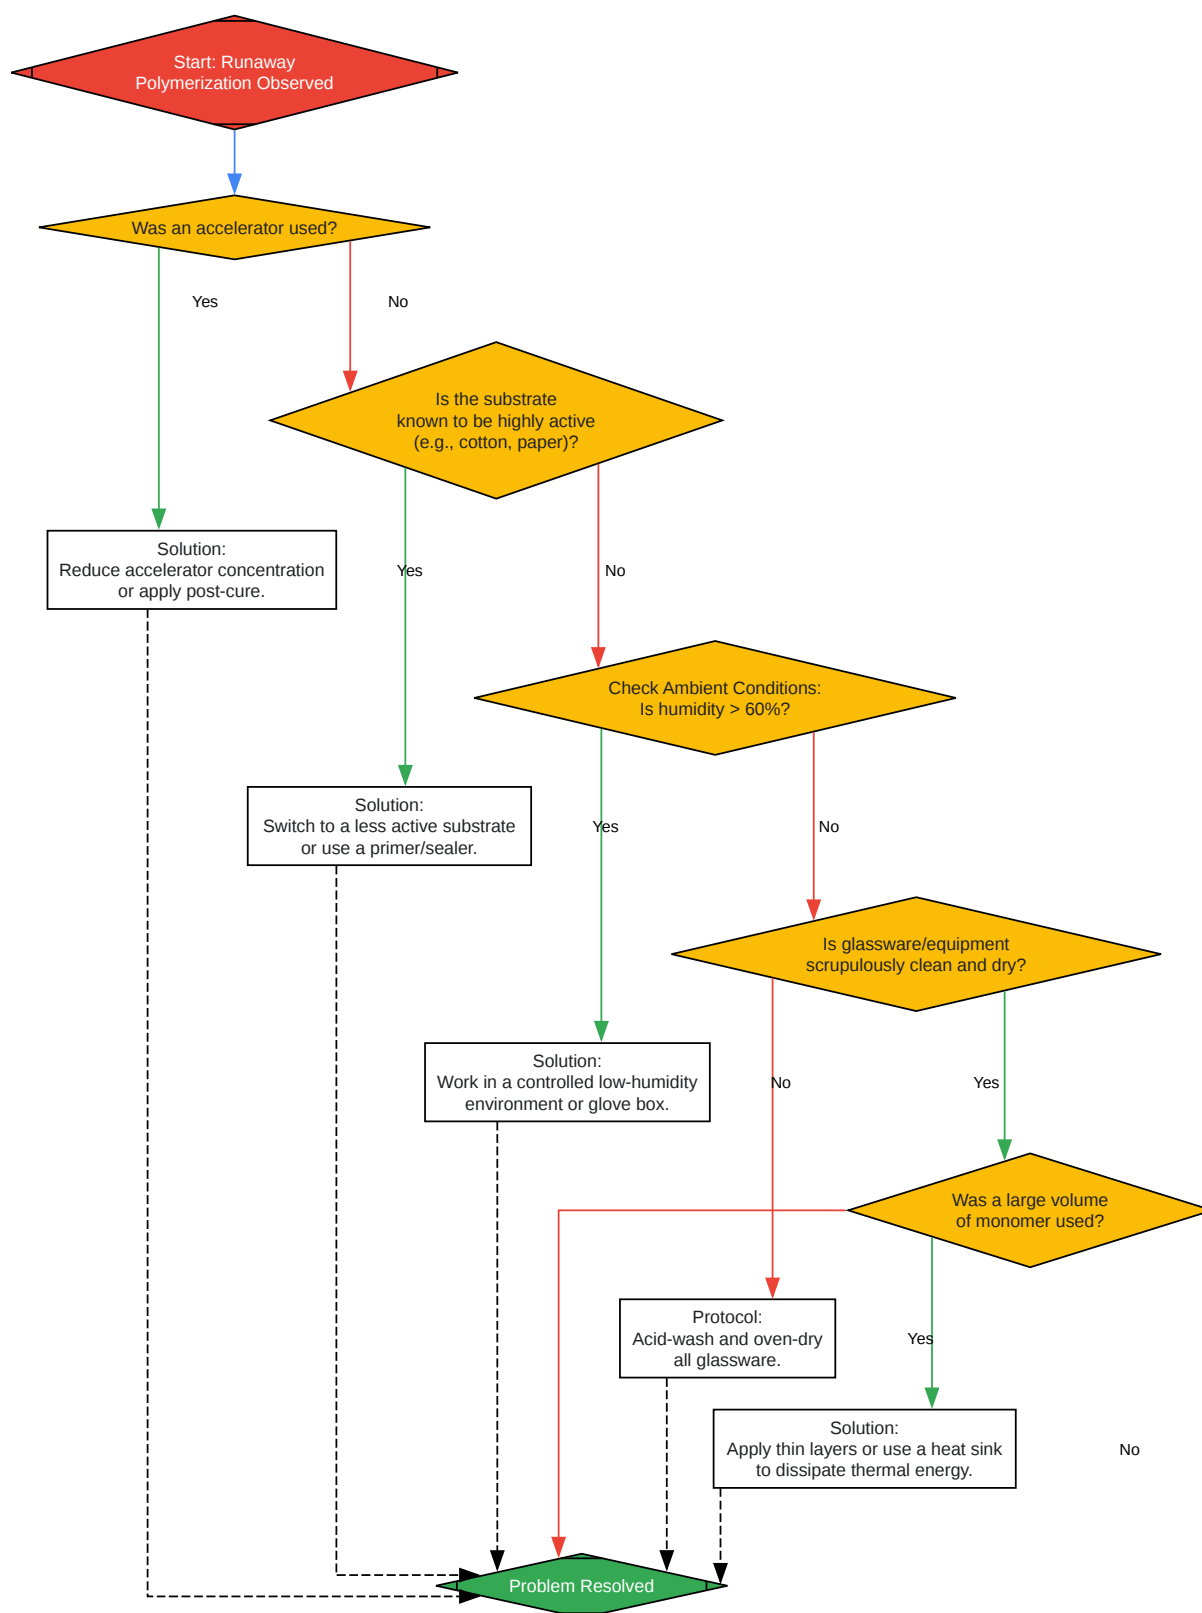 Start: Runaway
Polymerization Observed
Was an accelerator used?
Yes
No
Is the substrate
known to be highly active
(e.g., cotton, paper)?
Solution:
Reduce accelerator concentration
or apply post-cure.
Yes
No
Check Ambient Conditions:
Is humidity > 60%?
Solution:
Switch to a less active substrate
or use a primer/sealer.
Yes
No
Is glassware/equipment
scrupulously clean and dry?
Solution:
Work in a controlled low-humidity
environment or glove box.
No
Yes
Was a large volume
of monomer used?
Protocol:
Acid-wash and oven-dry
all glassware.
Yes
Solution:
Apply thin layers or use a heat sink
to dissipate thermal energy.
No
Problem Resolved